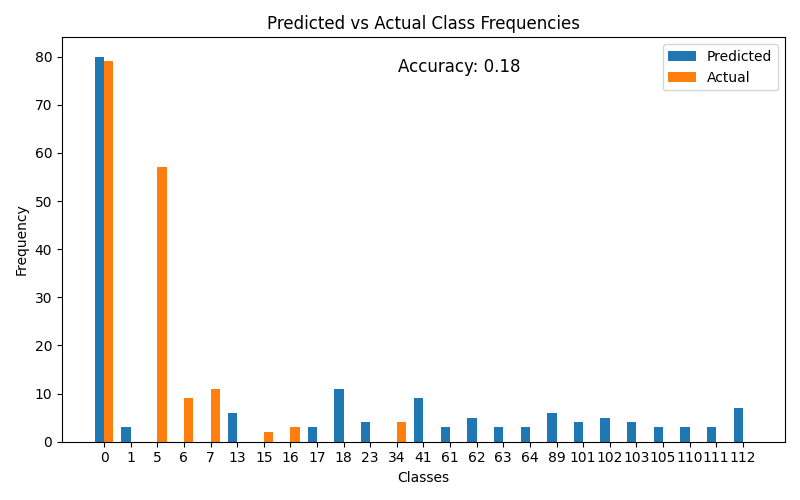 Predicted vs Actual Class Frequencies
Accuracy: 0.18
Predicted
Actual
Frequency
80
70
60
50
40
30
20
10
0
0 1 5 6 7 13 15 16 17 18 23 34 41 61 62 63 64 89 101 102 103 105 110 111 112
Classes